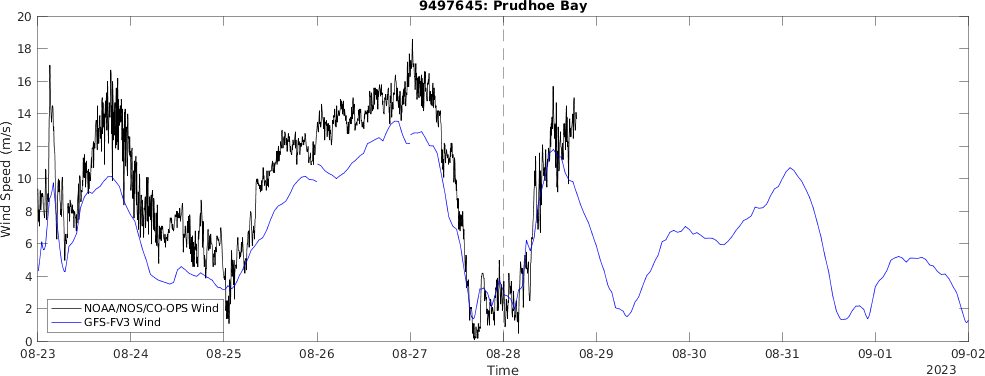 9497645: Prudhoe Bay
Wind Speed (m/s)
20
18
16
14
12
10
8
6
4
2
0
NOAA/NOS/CO-OPS Wind
GFS-FV3 Wind
08-23 08-24 08-25 08-26 08-27 08-28 08-29 08-30 08-31 09-01 09-02
Time
2023